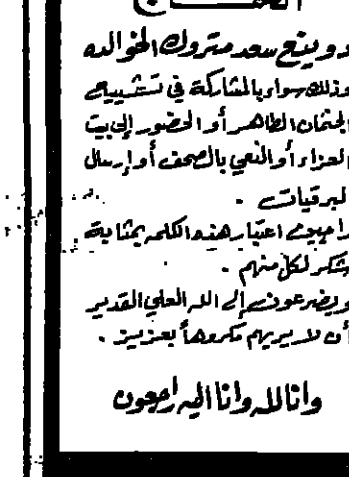 دوينع سعد متروك الخوالده
وذلك سواء بالمشاركة في تشييع
الجثمان الطاهر أو الحضور إلى بيت
العزاء أو النعي بالصحف أو إرسال
البرقيات .
راجين اعتبار هذه الكلمه بمثابة
شكر لكل منهم .
ويضرعون إلى الله العلي القدير
أن لا يريهم مكروهاً بعزيز .
وانا لله وانا اليه راجعون